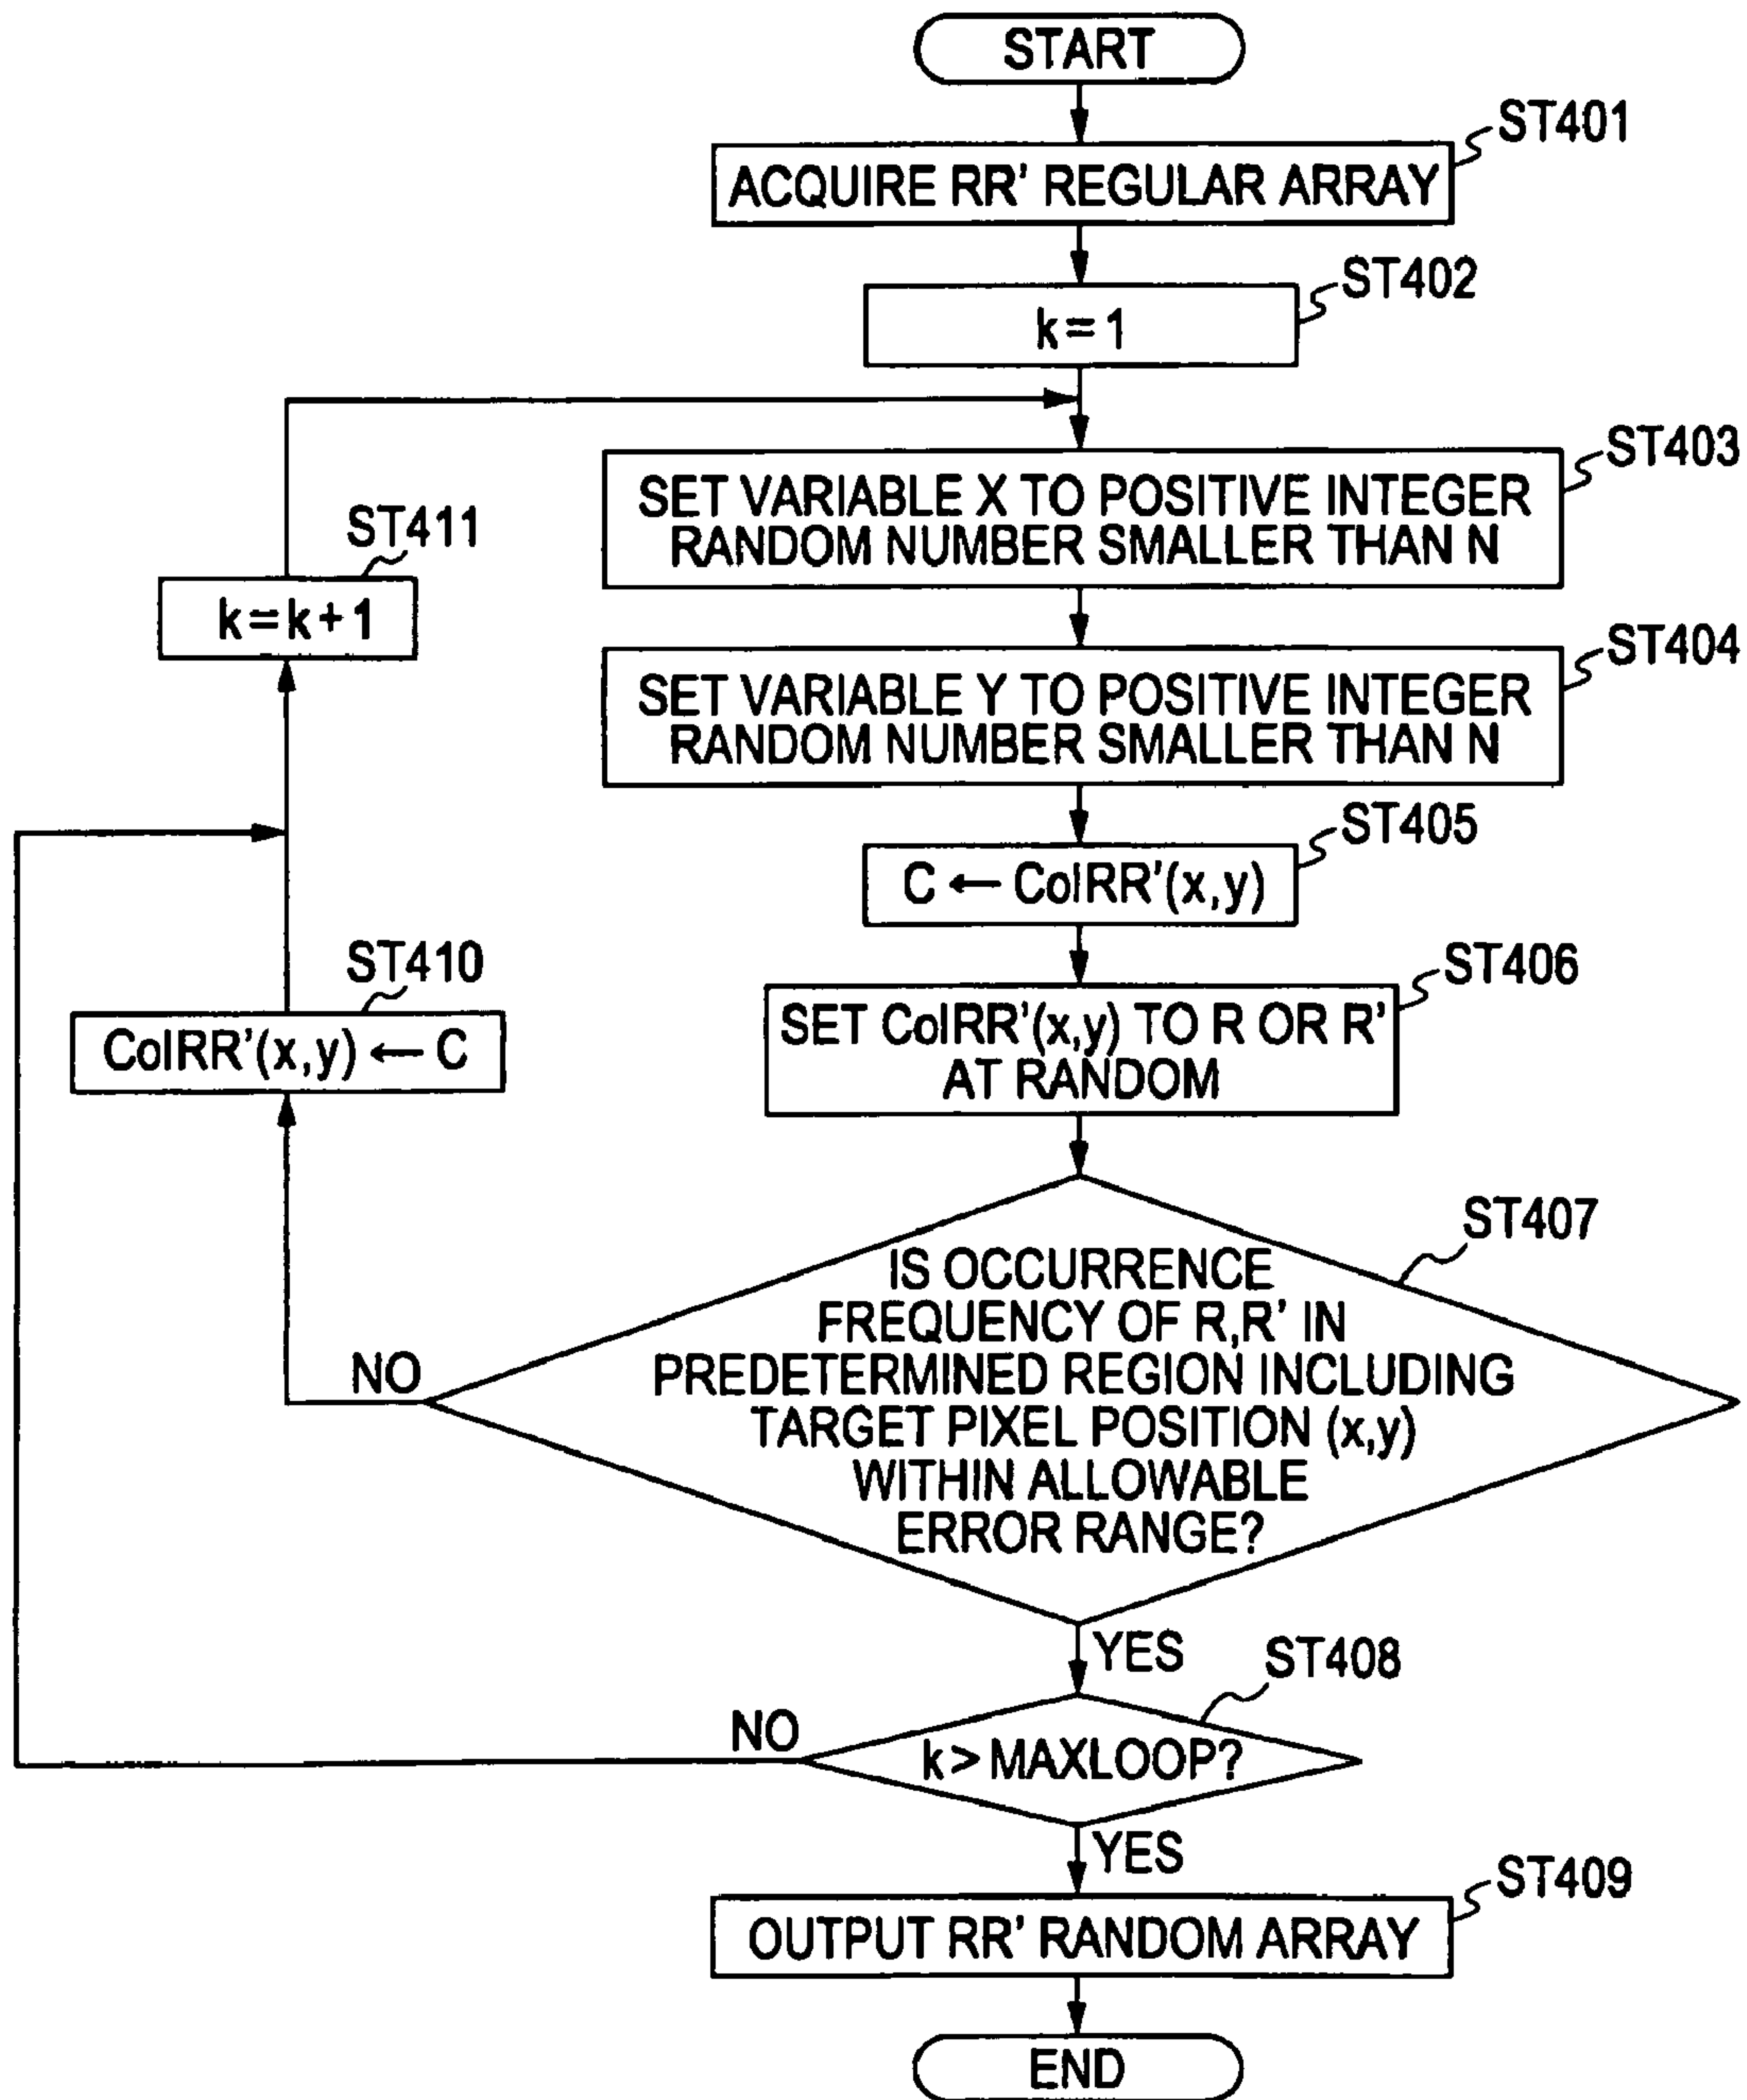 START
ST401
ACQUIRE RR' REGULAR ARRAY
ST402
k=1
ST403
SET VARIABLE X TO POSITIVE INTEGER
RANDOM NUMBER SMALLER THAN N
ST411
k=k+1
ST404
SET VARIABLE Y TO POSITIVE INTEGER
RANDOM NUMBER SMALLER THAN N
ST405
C ← ColRR'(x,y)
ST406
SET ColRR'(x,y) TO R OR R'
AT RANDOM
ST410
ColRR'(x,y) ← C
ST407
IS OCCURRENCE
FREQUENCY OF R,R' IN
PREDETERMINED REGION INCLUDING
TARGET PIXEL POSITION (x,y)
WITHIN ALLOWABLE
ERROR RANGE?
NO
YES
ST408
k> MAXLOOP?
NO
YES
ST409
OUTPUT RR' RANDOM ARRAY
END